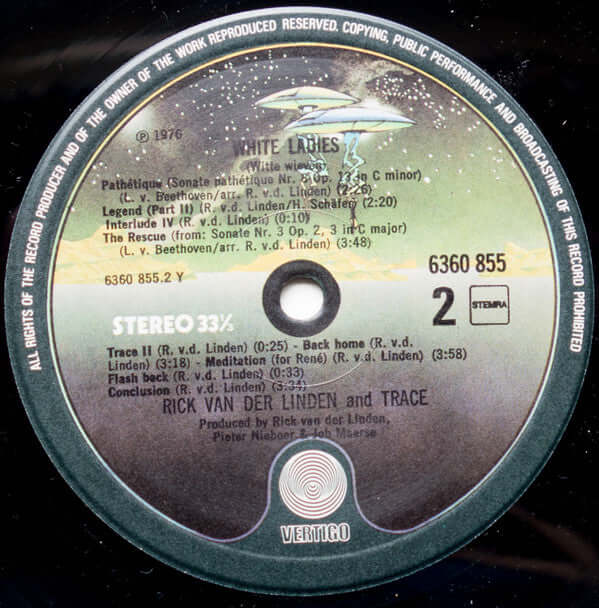 ALL RIGHTS OF THE RECORD PRODUCER AND OF THE OWNER OF THE WORK REPRODUCED RESERVED. COPYING, PUBLIC PERFORMANCE AND BROADCASTING OF THIS RECORD PROHIBITED
℗ 1976
WHITE LADIES
(Witte wieven)
Pathétique (Sonate pathétique Nr. 8 Op. 13 in C minor)
(L. v. Beethoven/arr. R. v.d. Linden) (2:26)
Legend (Part II) (R. v.d. Linden/H. Schäfer) (2:20)
Interlude IV (R. v.d. Linden) (0:10)
The Rescue (from: Sonate Nr. 3 Op. 2, 3 in C major)
(L. v. Beethoven/arr. R. v.d. Linden) (3:48)
6360 855.2 Y
6360 855
2 STEMRA
STEREO 33⅓
Trace II (R. v.d. Linden) (0:25) - Back home (R. v.d.
Linden) (3:18) - Meditation (for René) (R. v.d. Linden) (3:58)
Flash back (R. v.d. Linden) (0:33)
Conclusion (R. v.d. Linden) (3:34)
RICK VAN DER LINDEN and TRACE
Produced by Rick van der Linden,
Pieter Nieboer & Job Maarse
VERTIGO